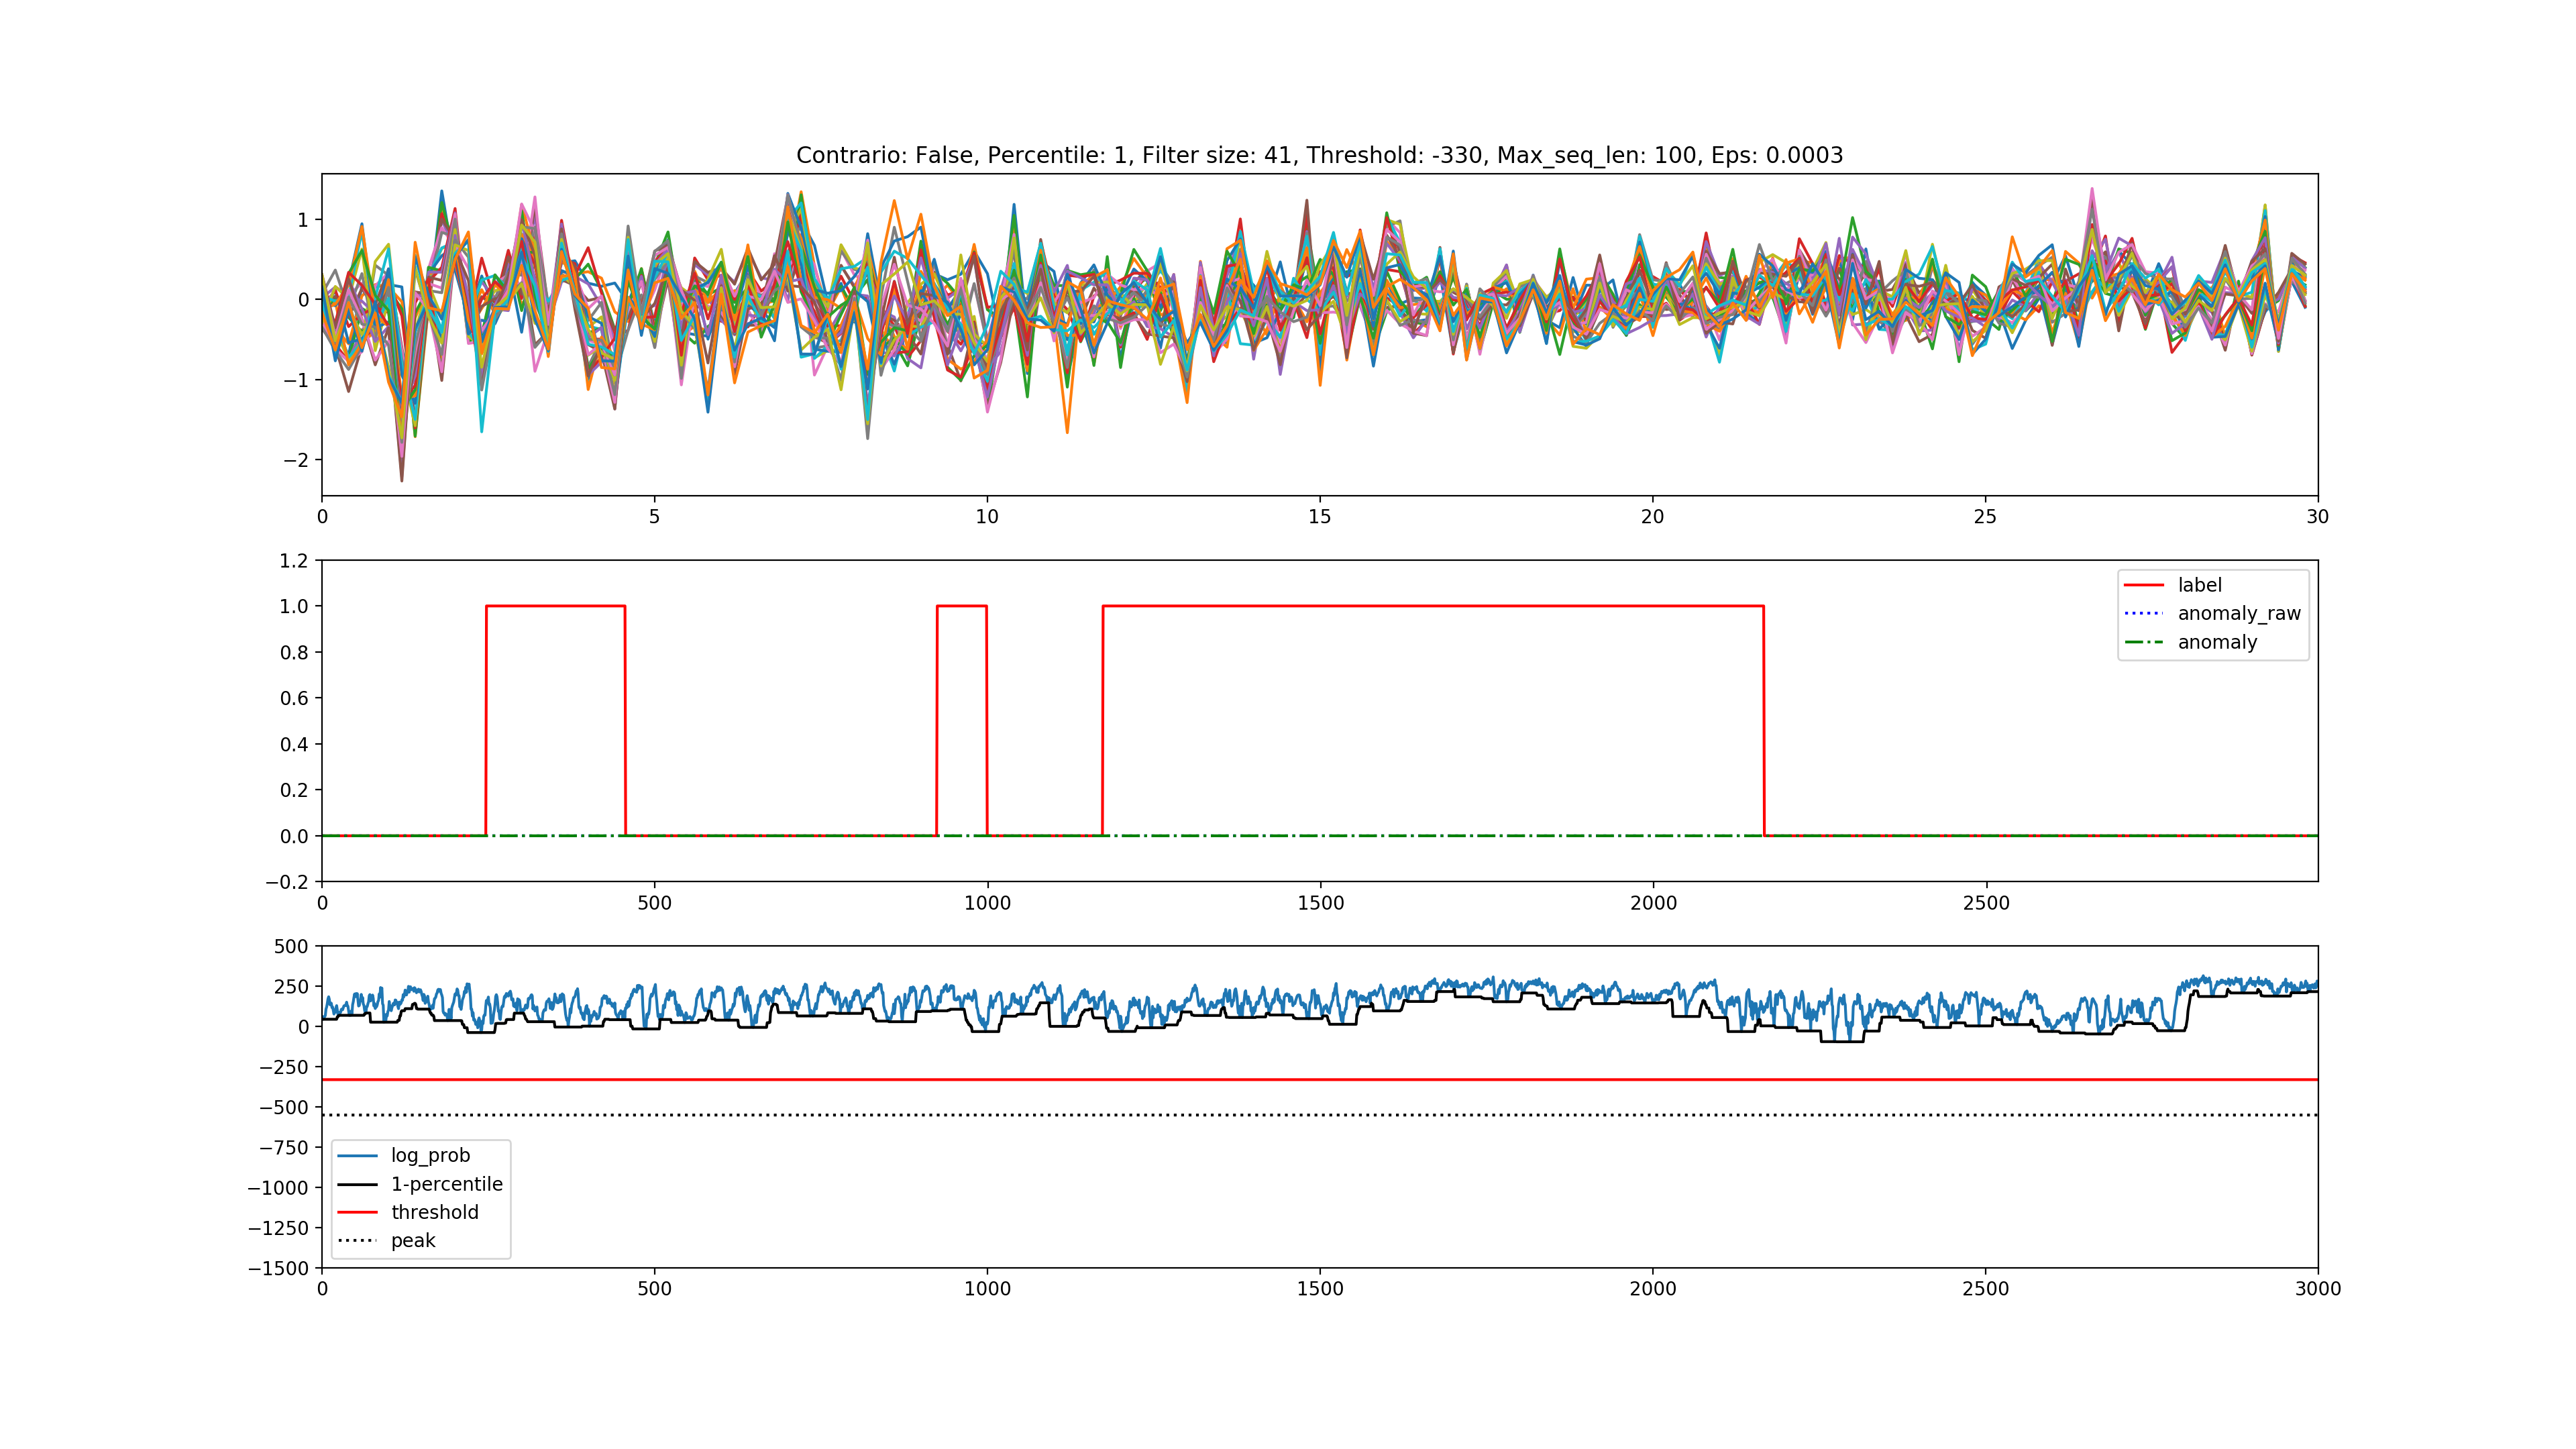 Contrario: False, Percentile: 1, Filter size: 41, Threshold: -330, Max_seq_len: 100, Eps: 0.0003
1
0
−1
−2
0 5 10 15 20 25 30
1.2
1.0
0.8
0.6
0.4
0.2
0.0
−0.2
label
anomaly_raw
anomaly
0 500 1000 1500 2000 2500
500
250
0
−250
−500
−750
−1000
−1250
−1500
log_prob
1-percentile
threshold
peak
0 500 1000 1500 2000 2500 3000